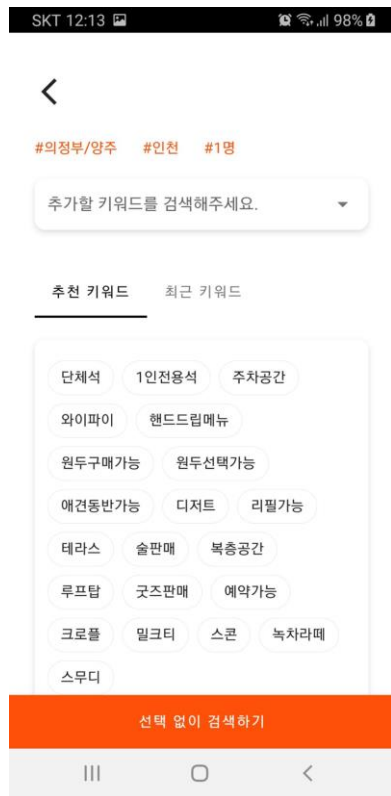 SKT 12:13 98%
#의정부/양주 #인천 #1명
추가할 키워드를 검색해주세요.
추천 키워드 최근 키워드
단체석 1인전용석 주차공간
와이파이 핸드드립메뉴
원두구매가능 원두선택가능
애견동반가능 디저트 리필가능
테라스 술판매 복층공간
루프탑 굿즈판매 예약가능
크로플 밀크티 스콘 녹차라떼
스무디
선택 없이 검색하기